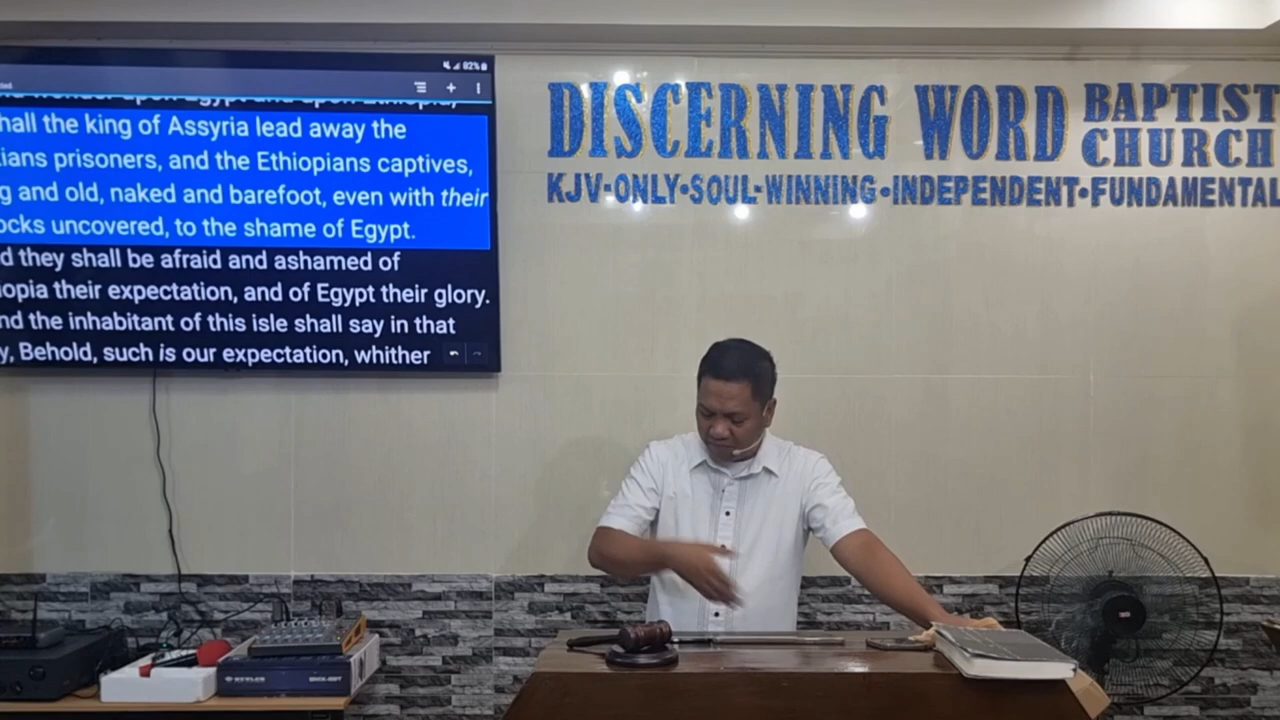 82%
hall the king of Assyria lead away the
ians prisoners, and the Ethiopians captives,
g and old, naked and barefoot, even with their
ocks uncovered, to the shame of Egypt.
d they shall be afraid and ashamed of
iopia their expectation, and of Egypt their glory.
nd the inhabitant of this isle shall say in that
y, Behold, such is our expectation, whither
DISCERNING WORD BAPTIST CHURCH
KJV-ONLY•SOUL-WINNING•INDEPENDENT•FUNDAMENTAL